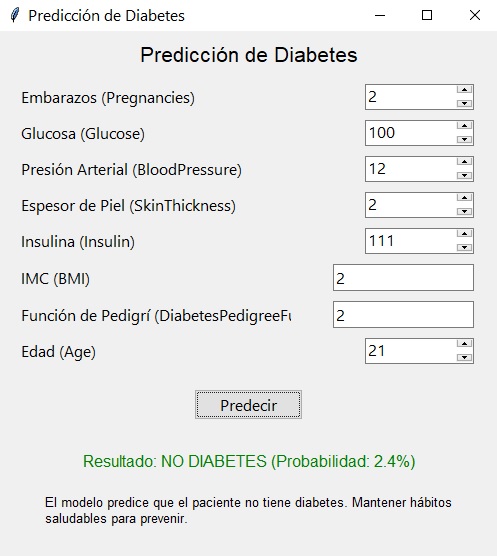 Predicción de Diabetes
Predicción de Diabetes
Embarazos (Pregnancies) 2
Glucosa (Glucose) 100
Presión Arterial (BloodPressure) 12
Espesor de Piel (SkinThickness) 2
Insulina (Insulin) 111
IMC (BMI) 2
Función de Pedigrí (DiabetesPedigreeFu 2
Edad (Age) 21
Predecir
Resultado: NO DIABETES (Probabilidad: 2.4%)
El modelo predice que el paciente no tiene diabetes. Mantener hábitos
saludables para prevenir.